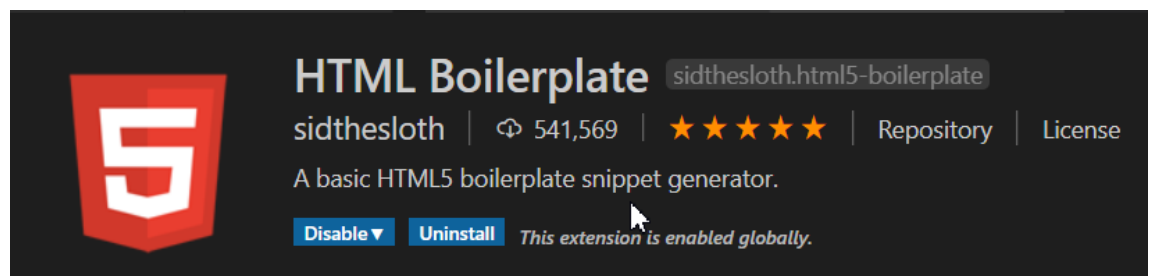 HTML Boilerplate sidthesloth.html5-boilerplate
sidthesloth 541,569 ★★★★★ Repository License
A basic HTML5 boilerplate snippet generator.
Disable▼ Uninstall This extension is enabled globally.
5